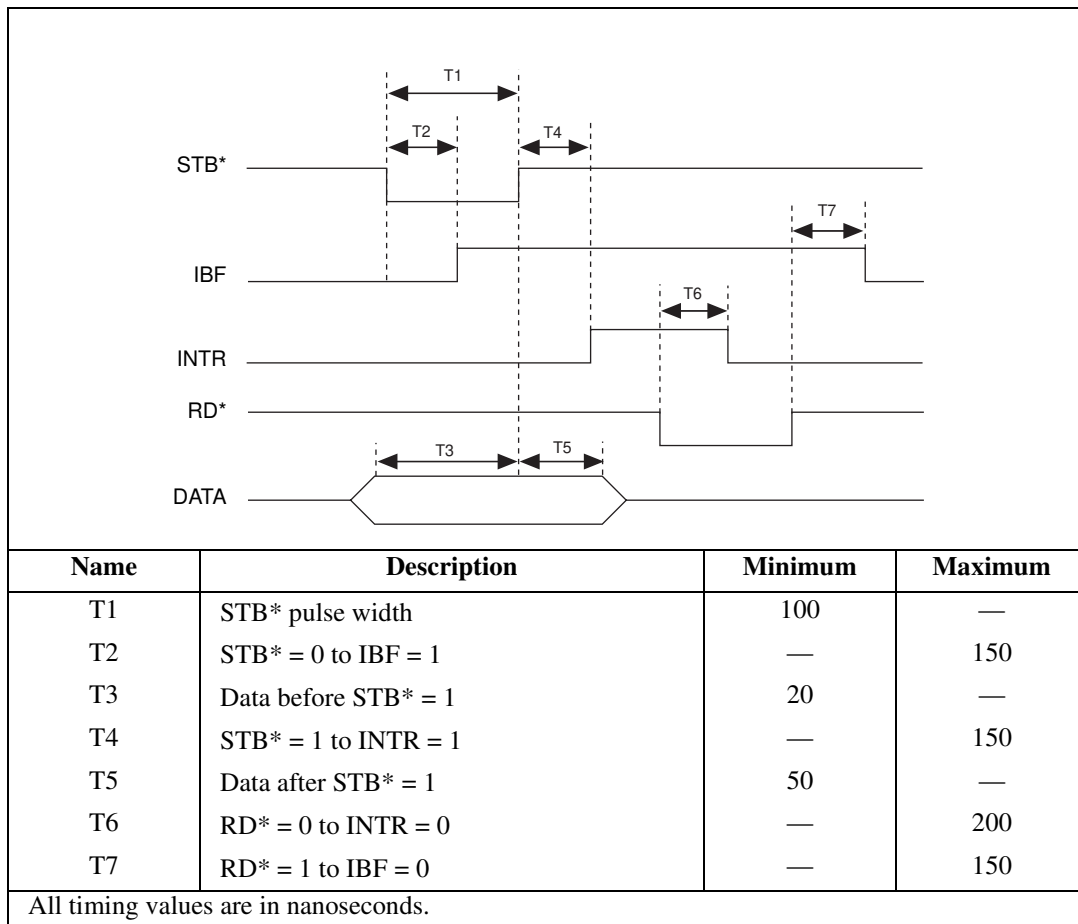 T1
T2 T4
STB*
T7
IBF
T6
INTR
RD*
T3 T5
DATA
Name Description Minimum Maximum
T1 STB* pulse width 100 —
T2 STB* = 0 to IBF = 1 — 150
T3 Data before STB* = 1 20 —
T4 STB* = 1 to INTR = 1 — 150
T5 Data after STB* = 1 50 —
T6 RD* = 0 to INTR = 0 — 200
T7 RD* = 1 to IBF = 0 — 150
All timing values are in nanoseconds.